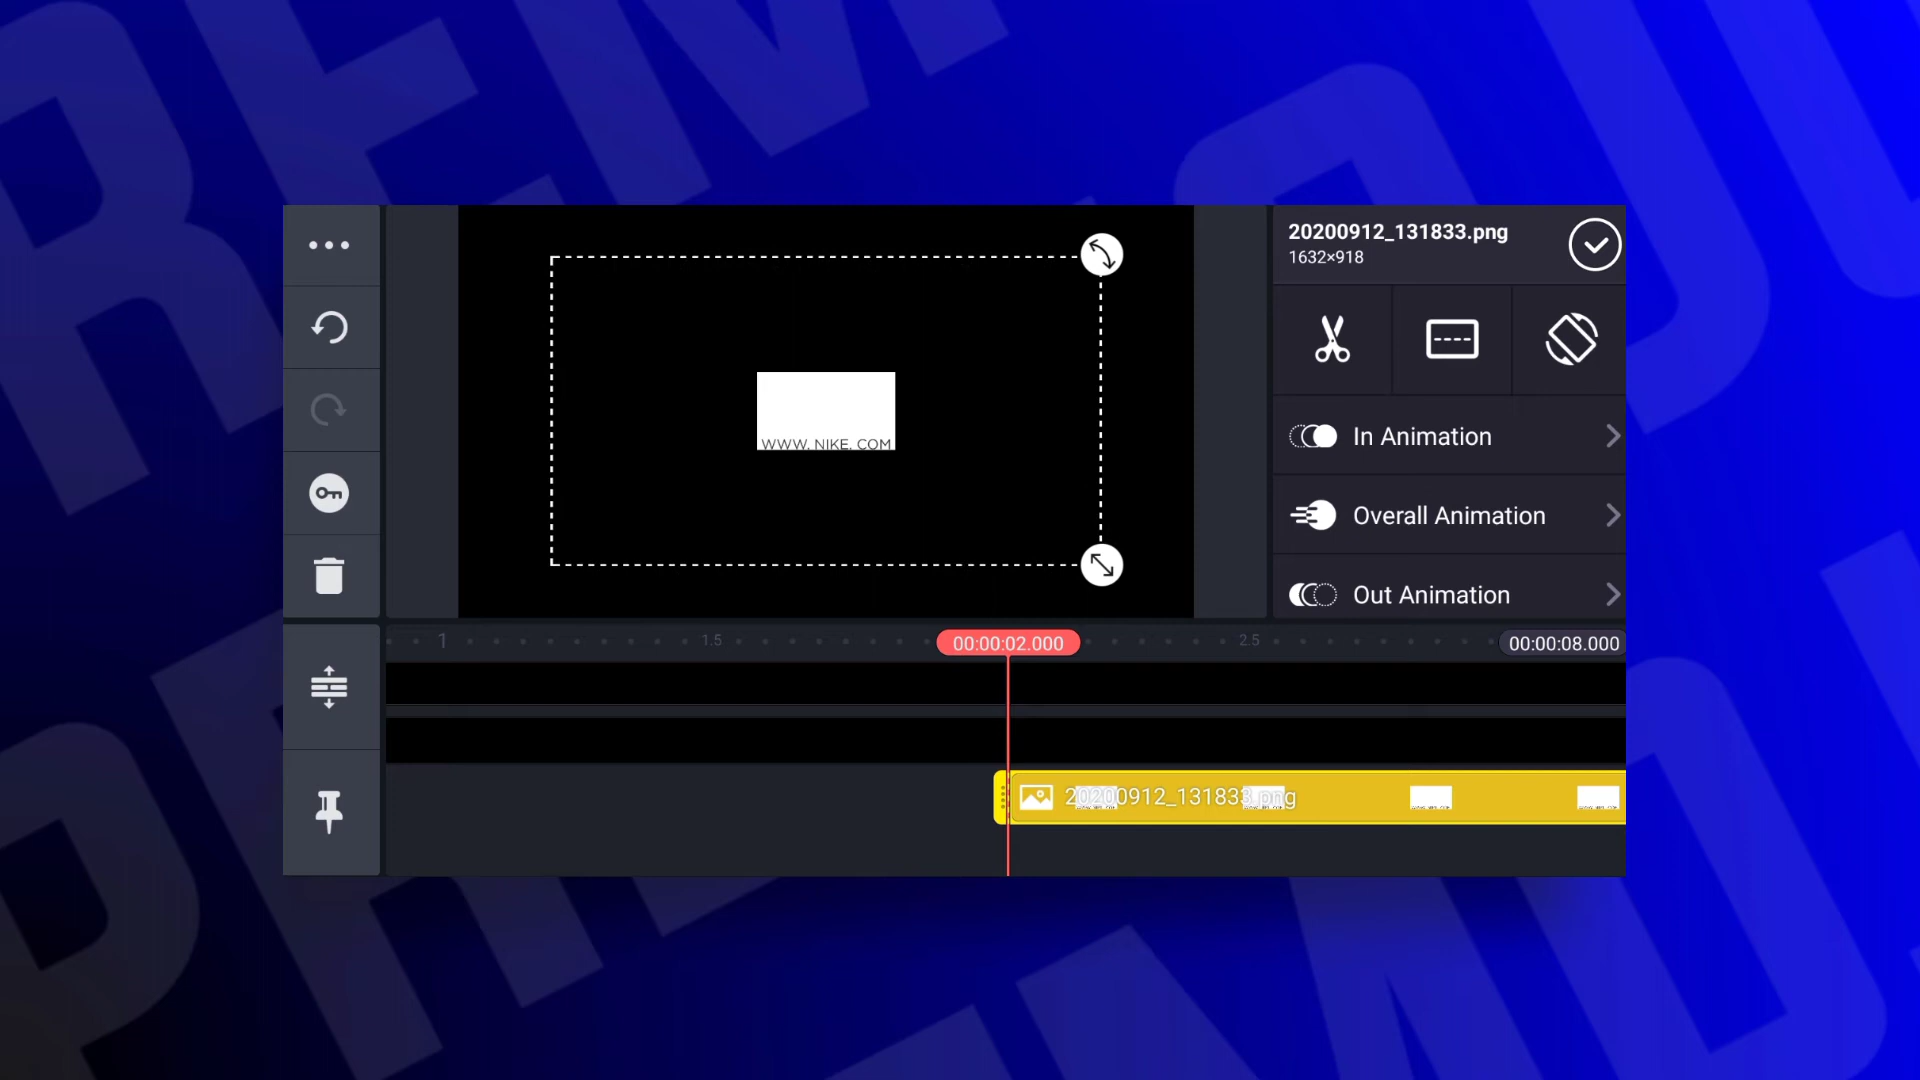 20200912_131833.png
1632×918
WWW. NIKE. COM
In Animation
Overall Animation
Out Animation
1
1.5
00:00:02.000
2.5
00:00:08.000
20200912_131833.png